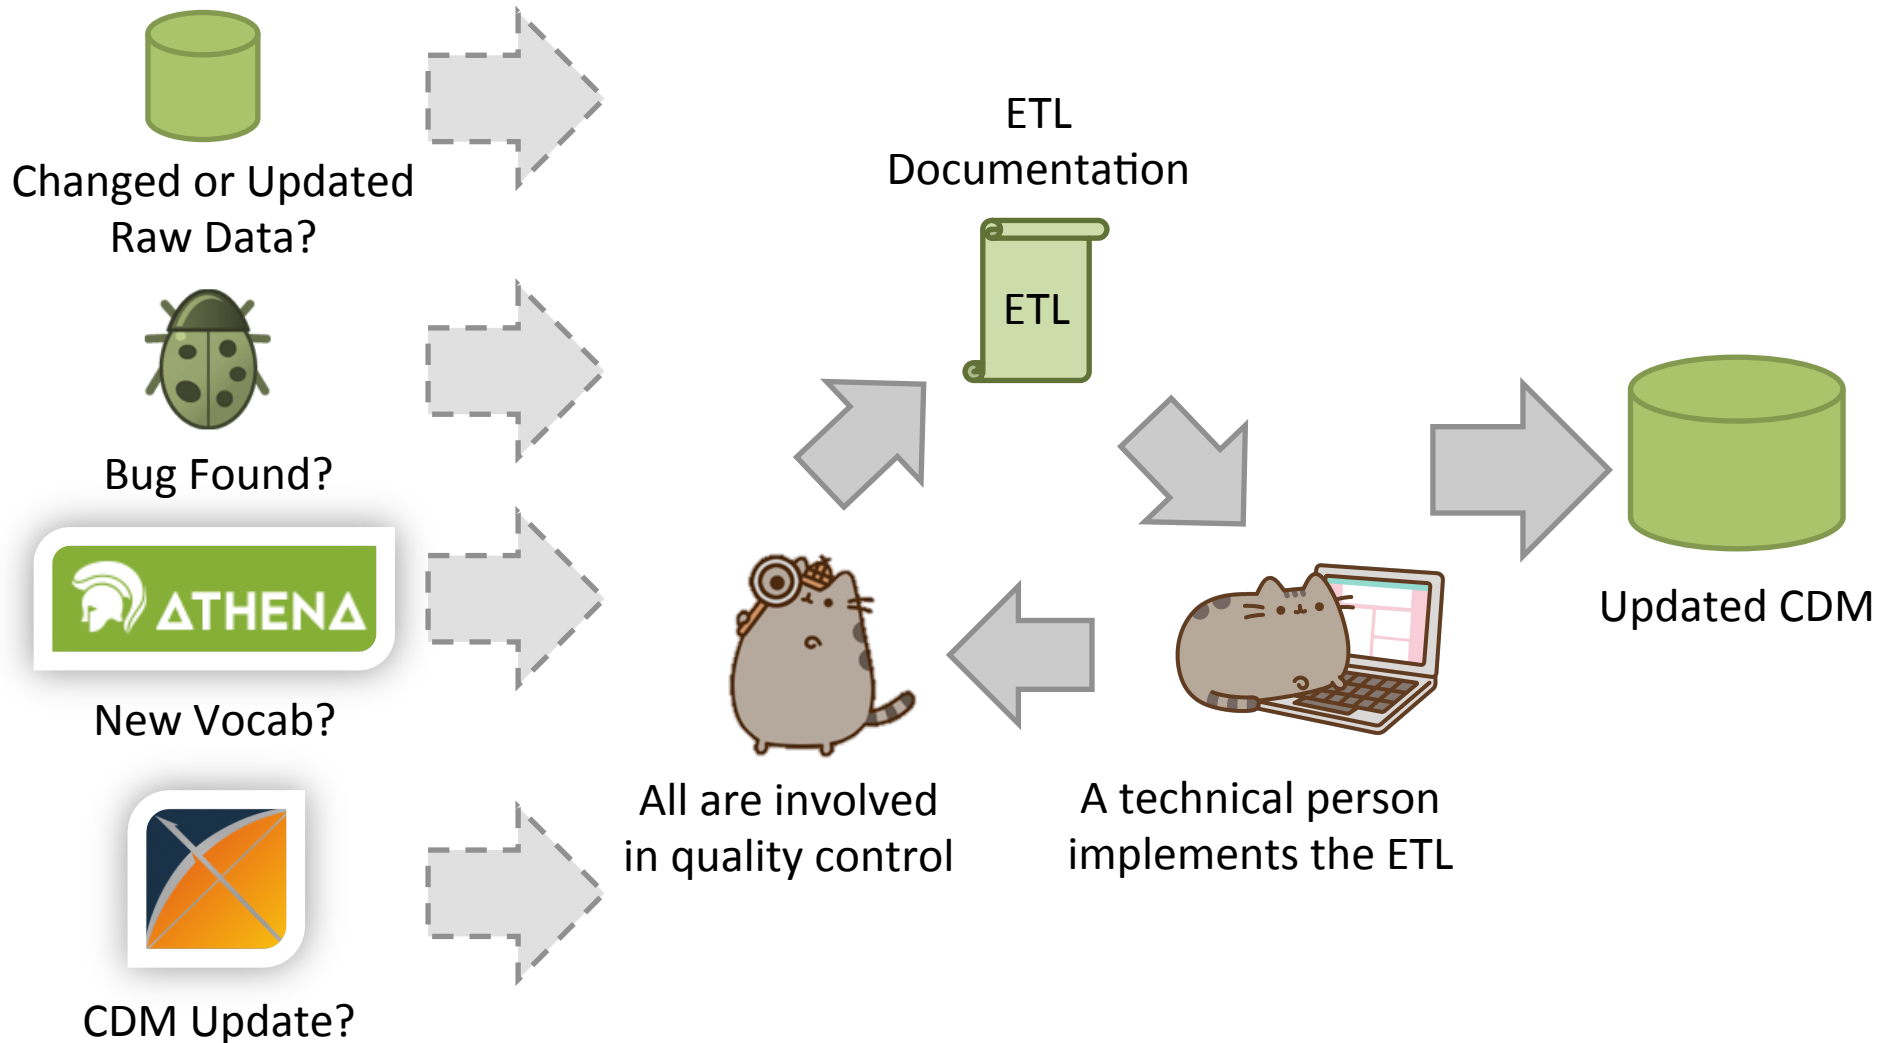 Changed or Updated
Raw Data?
Bug Found?
ATHENA
New Vocab?
CDM Update?
ETL
Documentation
ETL
All are involved
in quality control
A technical person
implements the ETL
Updated CDM